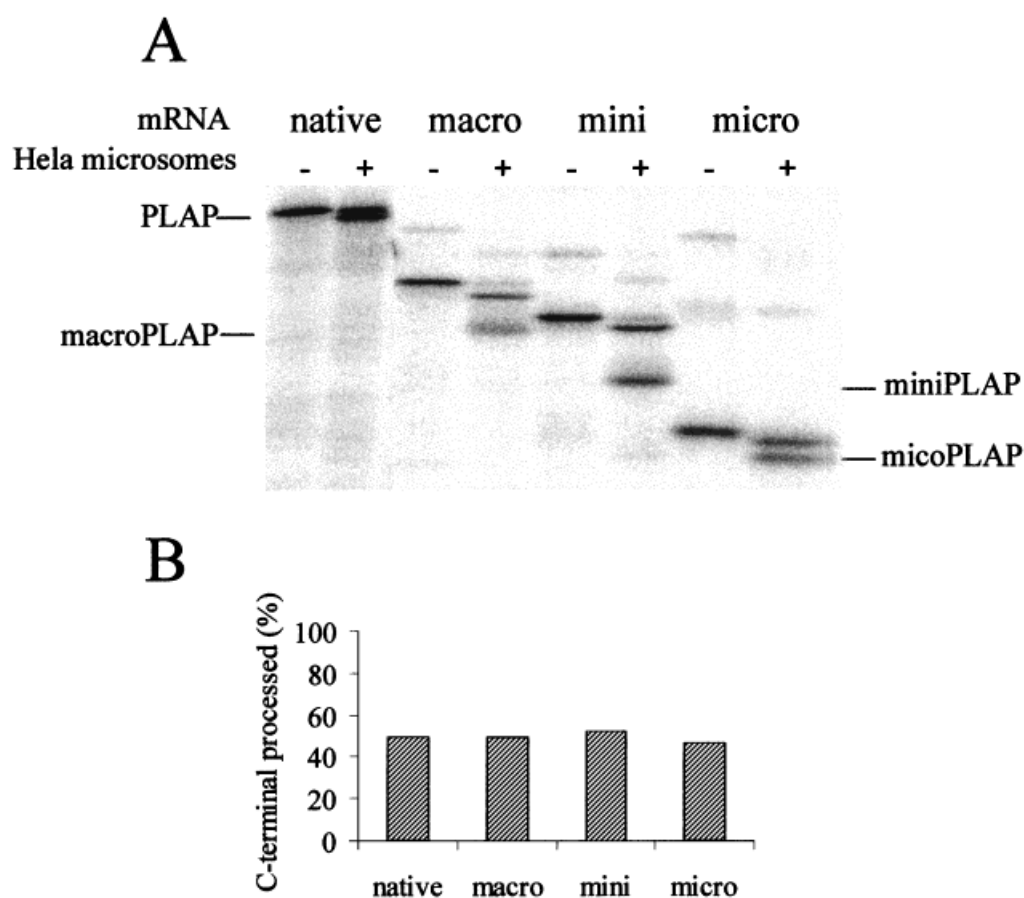 A
mRNA native macro mini micro
Hela microsomes - + - + - + - +
PLAP
macroPLAP
miniPLAP
micoPLAP
B
C-terminal processed (%)
100
80
60
40
20
0
native macro mini micro